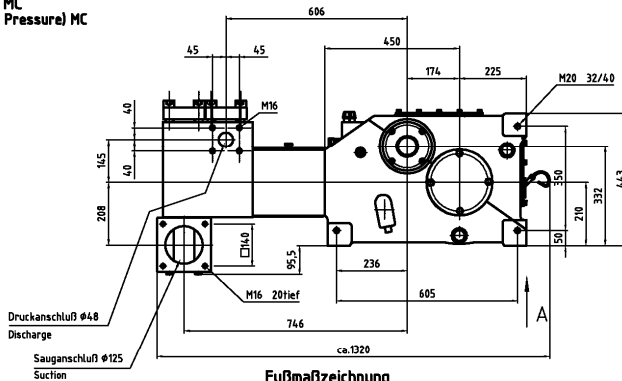 MC
Pressure) MC
606
45
45
450
174
225
M20 32/40
M16
40
145
40
208
350
332
443
210
50
□140
95,5
236
M16 20tief
605
A
Druckanschluß ⌀48
Discharge
746
ca.1320
Sauganschluß ⌀125
Suction
Fußmaßzeichnung